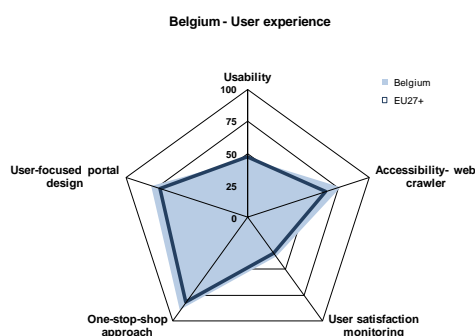 Belgium - User experience
Usability
100
75
50
25
0
Belgium
EU27+
User-focused portal
design
Accessibility- web
crawler
One-stop-shop
approach
User satisfaction
monitoring